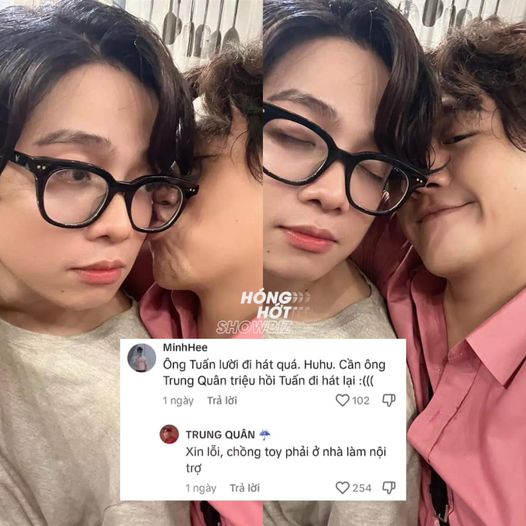 HÓNG
HỚT
SHOWBIZ
MinhHee
Ông Tuấn lười đi hát quá. Huhu. Cần ông
Trung Quân triệu hồi Tuấn đi hát lại :(((
1 ngày Trả lời 102
TRUNG QUÂN ☔
Xin lỗi, chồng toy phải ở nhà làm nội
trợ
1 ngày Trả lời 254